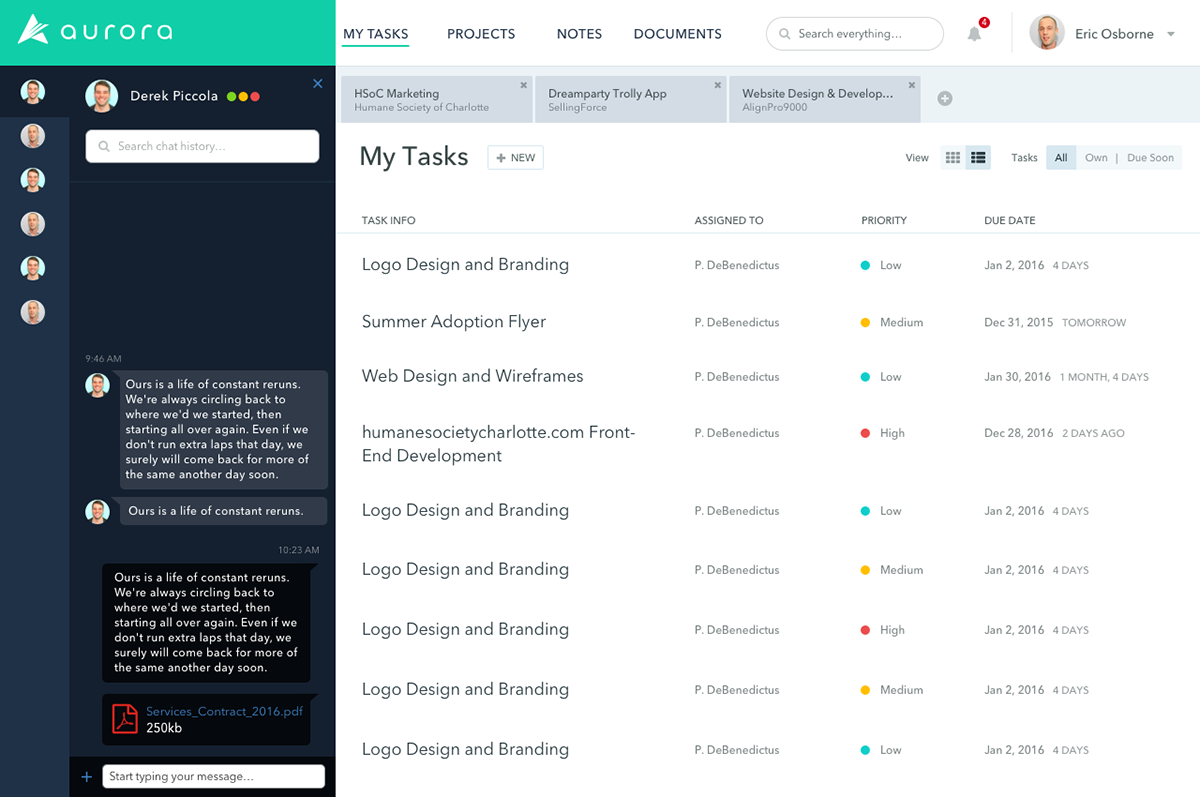 aurora
MY TASKS
PROJECTS
NOTES
DOCUMENTS
Search everything...
4
Eric Osborne
Derek Piccola
Search chat history...
9:46 AM
Ours is a life of constant reruns.
We're always circling back to
where we'd we started, then
starting all over again. Even if we
don't run extra laps that day, we
surely will come back for more of
the same another day soon.
Ours is a life of constant reruns.
10:23 AM
Ours is a life of constant reruns.
We're always circling back to
where we'd we started, then
starting all over again. Even if we
don't run extra laps that day, we
surely will come back for more of
the same another day soon.
Services_Contract_2016.pdf
250kb
Start typing your message...
HSoC Marketing
Humane Society of Charlotte
Dreamparty Trolly App
SellingForce
Website Design & Develop...
AlignPro9000
My Tasks
+ NEW
View
Tasks
All
Own | Due Soon
TASK INFO ASSIGNED TO PRIORITY DUE DATE
Logo Design and Branding P. DeBenedictus Low Jan 2, 2016 4 DAYS
Summer Adoption Flyer P. DeBenedictus Medium Dec 31, 2015 TOMORROW
Web Design and Wireframes P. DeBenedictus Low Jan 30, 2016 1 MONTH, 4 DAYS
humanesocietycharlotte.com Front- P. DeBenedictus High Dec 28, 2016 2 DAYS AGO
End Development
Logo Design and Branding P. DeBenedictus Low Jan 2, 2016 4 DAYS
Logo Design and Branding P. DeBenedictus Medium Jan 2, 2016 4 DAYS
Logo Design and Branding P. DeBenedictus High Jan 2, 2016 4 DAYS
Logo Design and Branding P. DeBenedictus Medium Jan 2, 2016 4 DAYS
Logo Design and Branding P. DeBenedictus Low Jan 2, 2016 4 DAYS